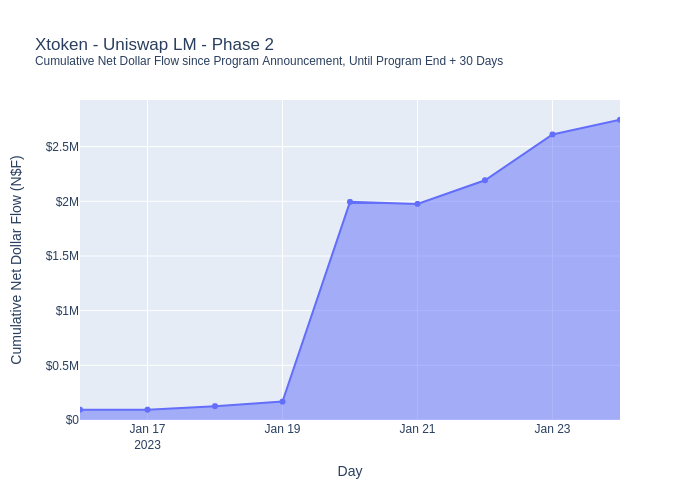 Xtoken - Uniswap LM - Phase 2
Cumulative Net Dollar Flow since Program Announcement, Until Program End + 30 Days
Cumulative Net Dollar Flow (N$F)
$2.5M
$2M
$1.5M
$1M
$0.5M
$0
Jan 17
2023
Jan 19
Jan 21
Jan 23
Day